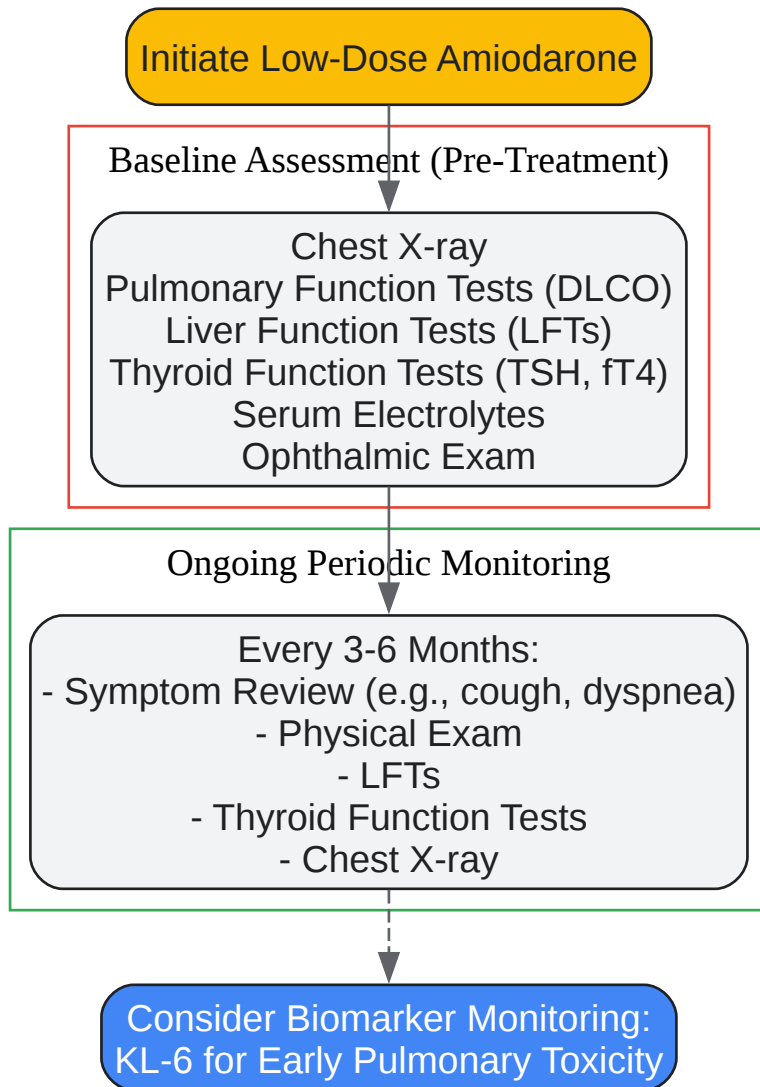 Initiate Low-Dose Amiodarone
Baseline Assessment (Pre-Treatment)
Chest X-ray
Pulmonary Function Tests (DLCO)
Liver Function Tests (LFTs)
Thyroid Function Tests (TSH, fT4)
Serum Electrolytes
Ophthalmic Exam
Ongoing Periodic Monitoring
Every 3-6 Months:
- Symptom Review (e.g., cough, dyspnea)
- Physical Exam
- LFTs
- Thyroid Function Tests
- Chest X-ray
Consider Biomarker Monitoring:
KL-6 for Early Pulmonary Toxicity